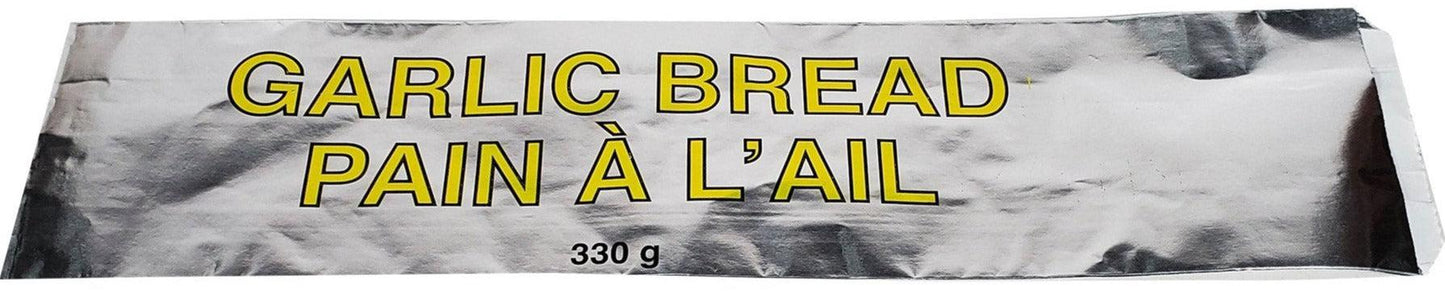 GARLIC BREAD
PAIN À L'AIL
330 g